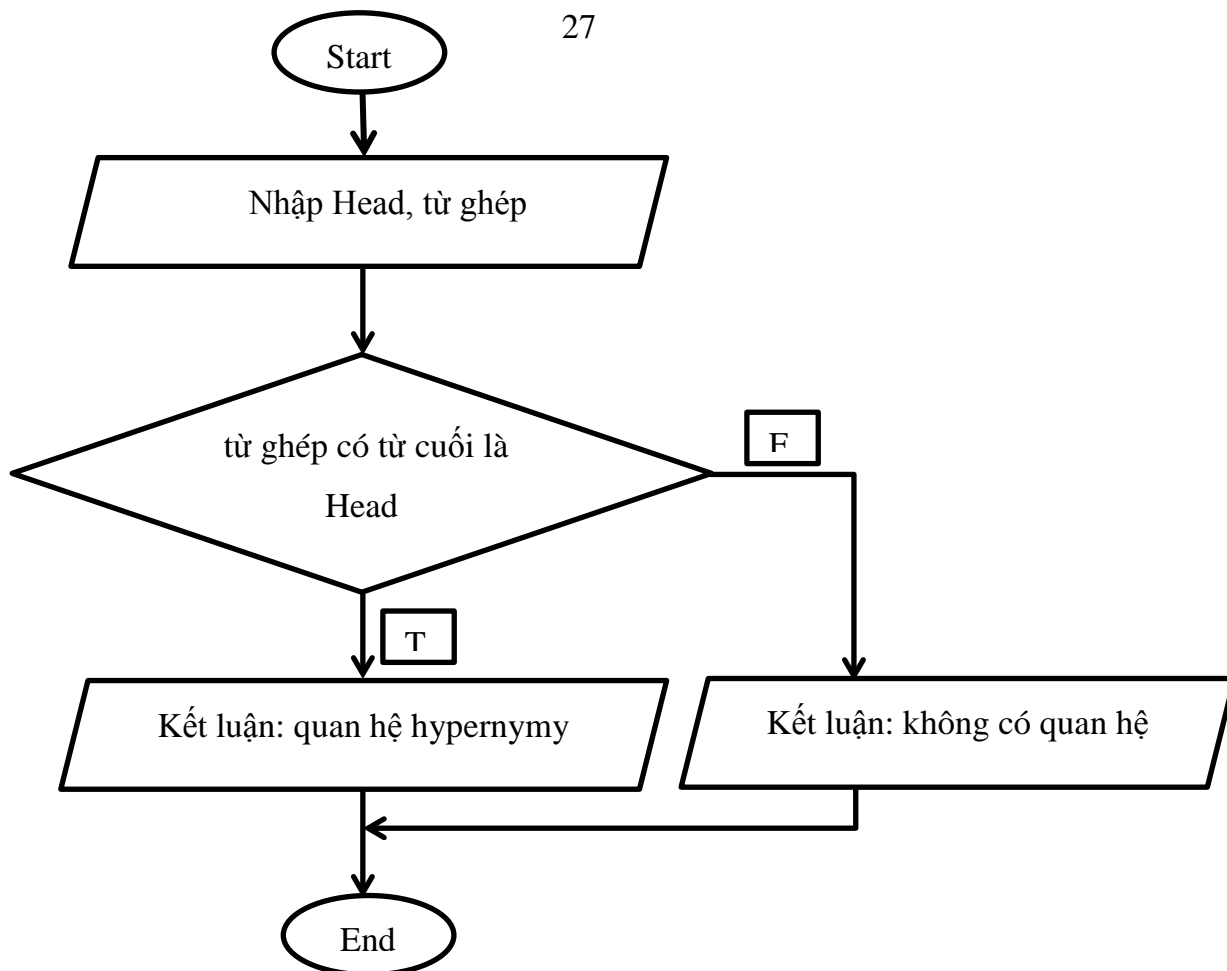 27
Start
Nhập Head, từ ghép
từ ghép có từ cuối là
Head
F
T
Kết luận: quan hệ hypernymy
Kết luận: không có quan hệ
End